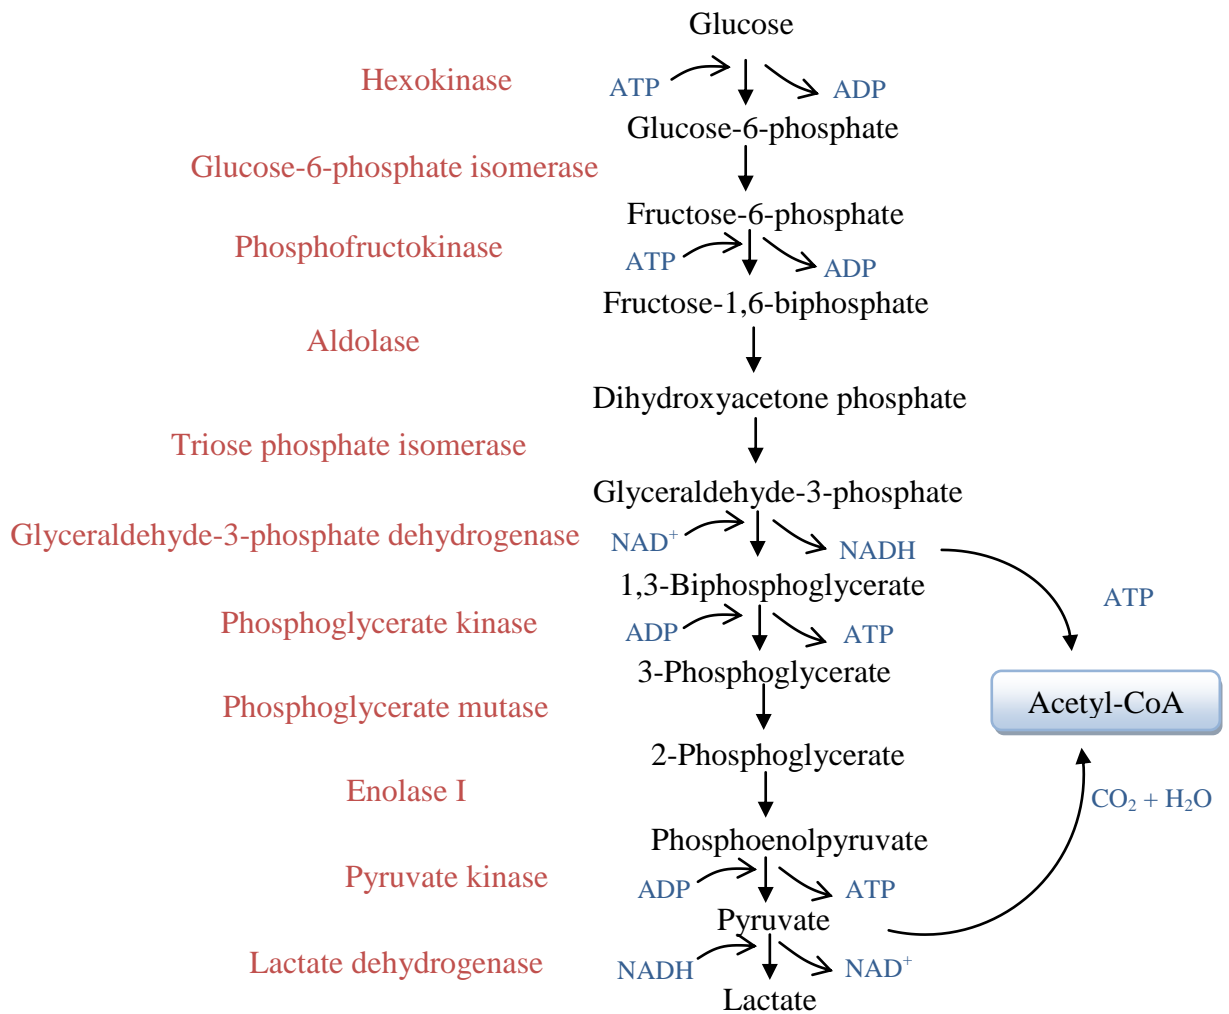 Glucose
Hexokinase
ATP
ADP
Glucose-6-phosphate
Glucose-6-phosphate isomerase
Fructose-6-phosphate
Phosphofructokinase
ATP
ADP
Fructose-1,6-biphosphate
Aldolase
Dihydroxyacetone phosphate
Triose phosphate isomerase
Glyceraldehyde-3-phosphate
Glyceraldehyde-3-phosphate dehydrogenase
NAD⁺
NADH
1,3-Biphosphoglycerate
ATP
Phosphoglycerate kinase
ADP
ATP
3-Phosphoglycerate
Phosphoglycerate mutase
Acetyl-CoA
2-Phosphoglycerate
Enolase I
CO₂ + H₂O
Phosphoenolpyruvate
Pyruvate kinase
ADP
ATP
Pyruvate
Lactate dehydrogenase
NADH
NAD⁺
Lactate